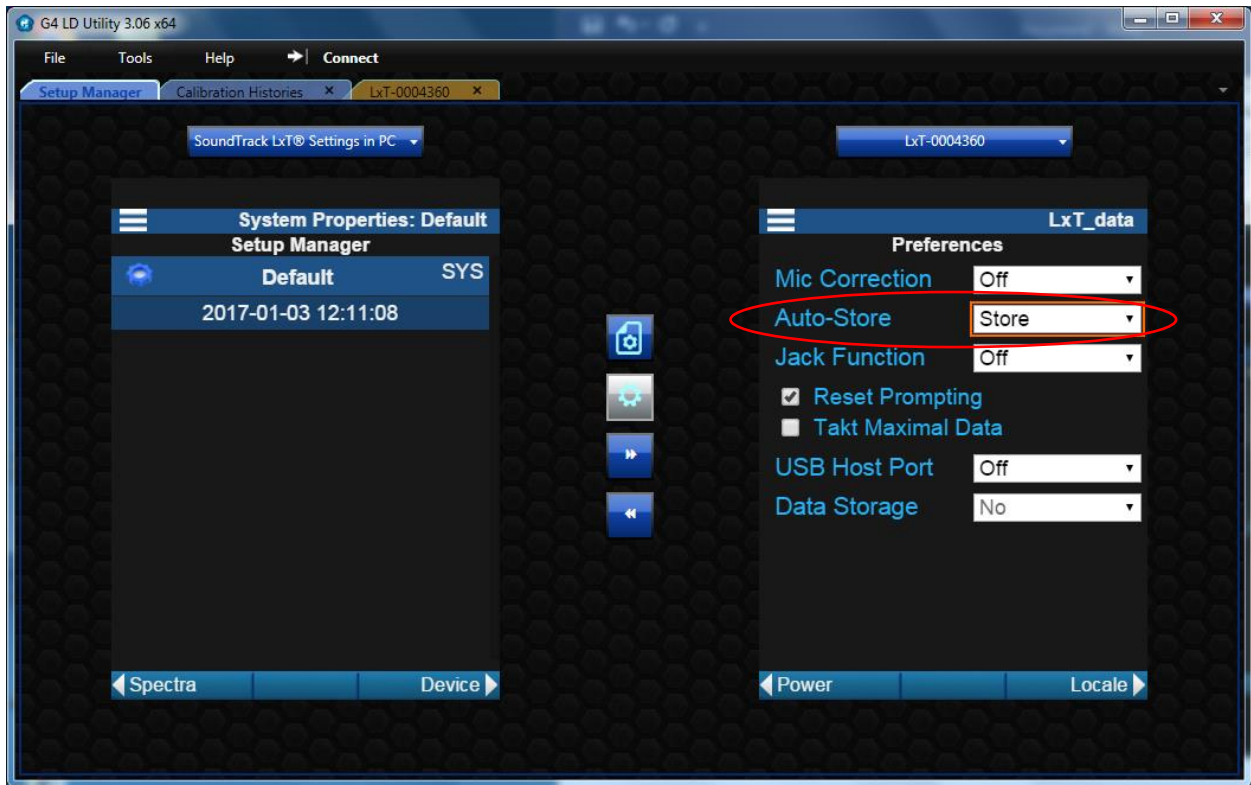 G4 LD Utility 3.06 x64
File Tools Help Connect
Setup Manager Calibration Histories × LxT-0004360 ×
SoundTrack LxT® Settings in PC
LxT-0004360
System Properties: Default
Setup Manager
Default SYS
2017-01-03 12:11:08
LxT_data
Preferences
Mic Correction Off
Auto-Store Store
Jack Function Off
Reset Prompting
Takt Maximal Data
USB Host Port Off
Data Storage No
Spectra Device
Power Locale